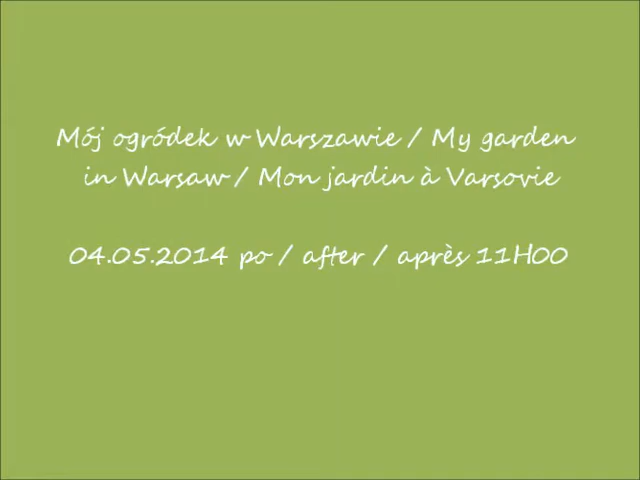 Mój ogródek w Warszawie / My garden
in Warsaw / Mon jardin à Varsovie
04.05.2014 po / after / après 11H00